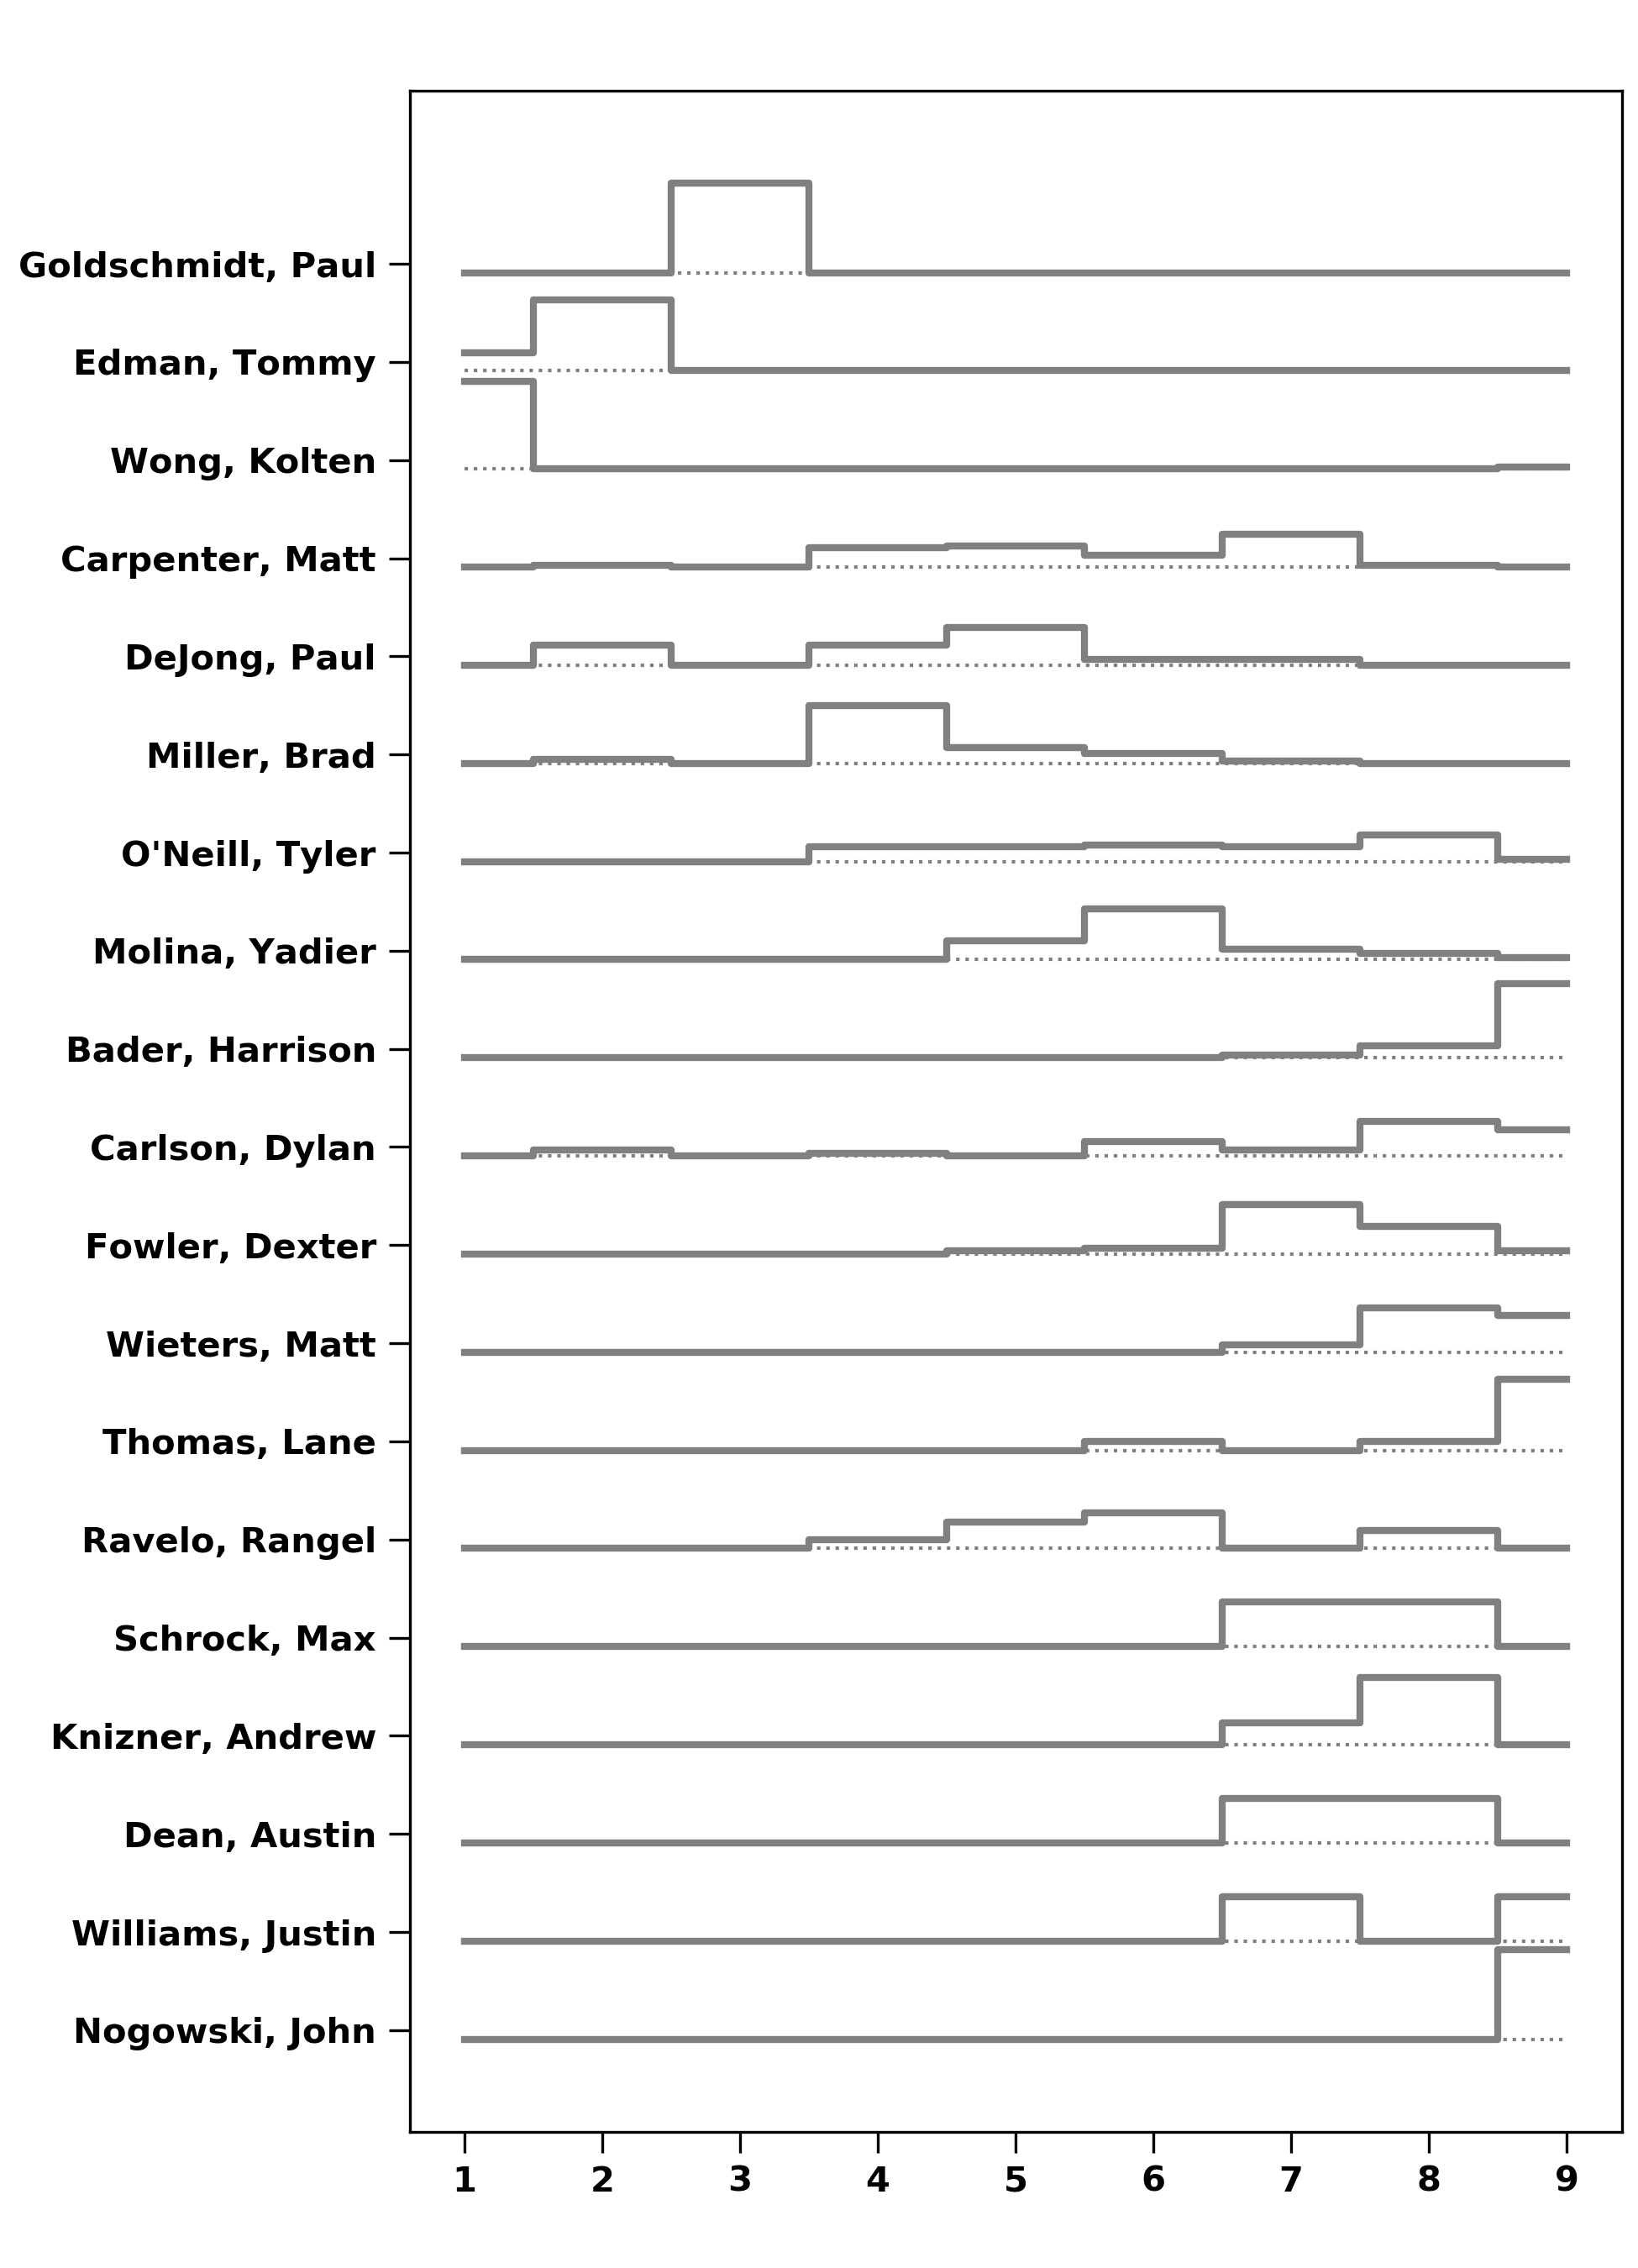 Goldschmidt, Paul
Edman, Tommy
Wong, Kolten
Carpenter, Matt
DeJong, Paul
Miller, Brad
O'Neill, Tyler
Molina, Yadier
Bader, Harrison
Carlson, Dylan
Fowler, Dexter
Wieters, Matt
Thomas, Lane
Ravelo, Rangel
Schrock, Max
Knizner, Andrew
Dean, Austin
Williams, Justin
Nogowski, John
1 2 3 4 5 6 7 8 9